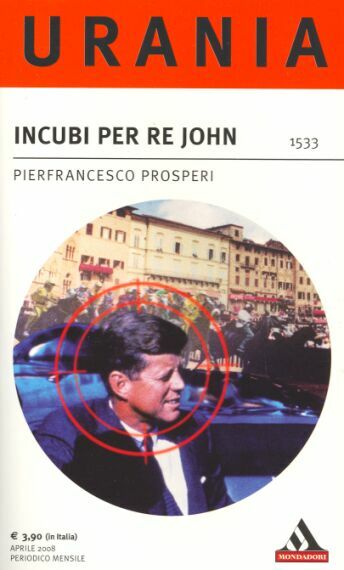 URANIA
INCUBI PER RE JOHN 1533
PIERFRANCESCO PROSPERI
€ 3,90 (in Italia)
APRILE 2008
PERIODICO MENSILE
MONDADORI